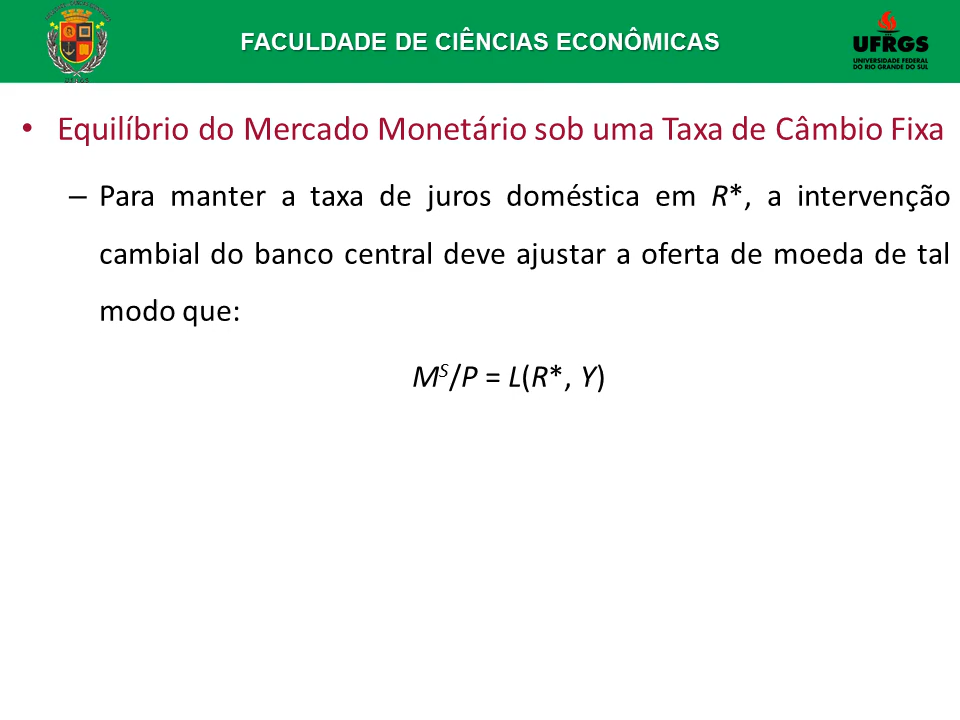 FACULDADE DE CIÊNCIAS ECONÔMICAS
UFRGS
UNIVERSIDADE FEDERAL
DO RIO GRANDE DO SUL
UFRGS
• Equilíbrio do Mercado Monetário sob uma Taxa de Câmbio Fixa
– Para manter a taxa de juros doméstica em R*, a intervenção
cambial do banco central deve ajustar a oferta de moeda de tal
modo que:
Mˢ/P = L(R*, Y)